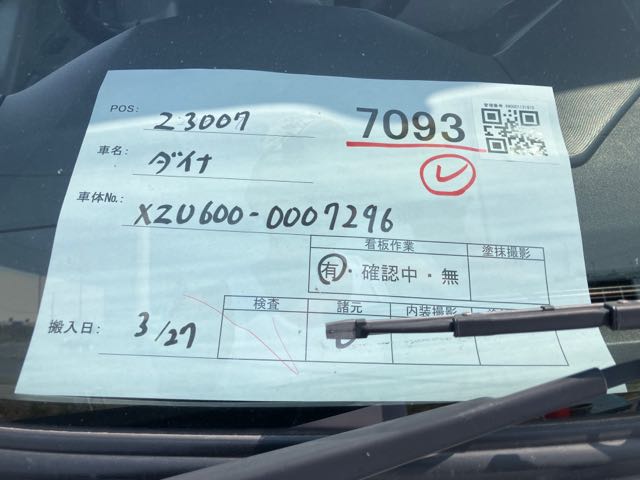 POS: 23007
7093
車名: ダイナ
車体No.: XZU600-0007296
看板作業 塗抹撮影
有・確認中・無
検査 諸元 内装撮影
搬入日: 3/27